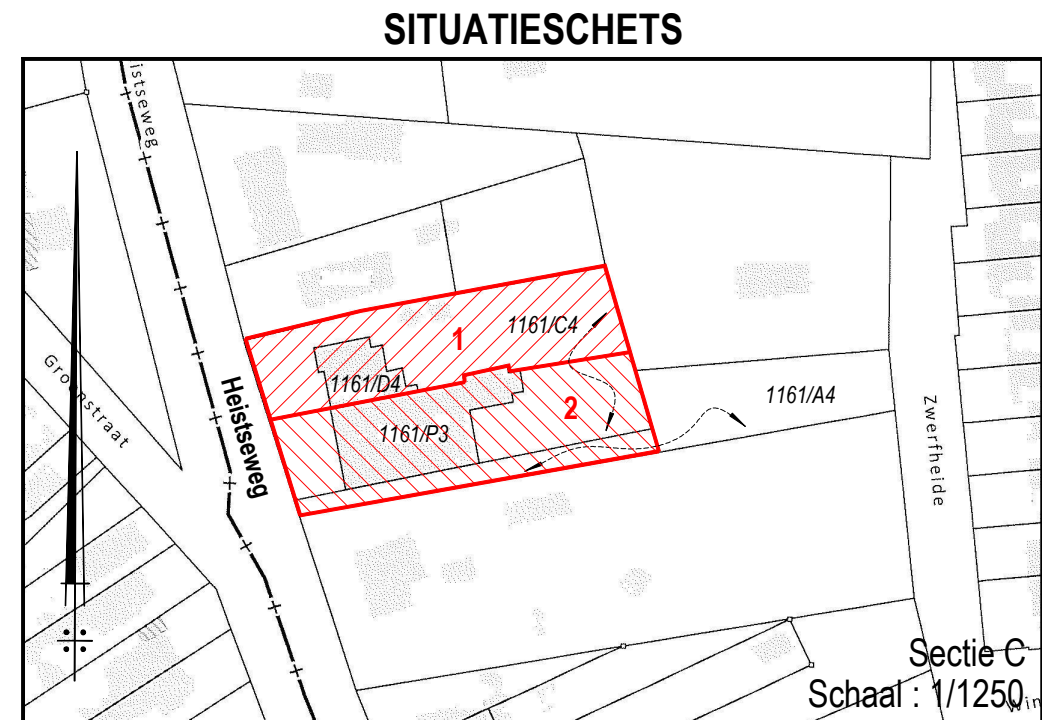 SITUATIESCHETS
istseweg
1161/C4
1
1161/D4
Heistseweg
2
1161/A4
1161/P3
Zwerfheide
Sectie C
Schaal : 1/1250